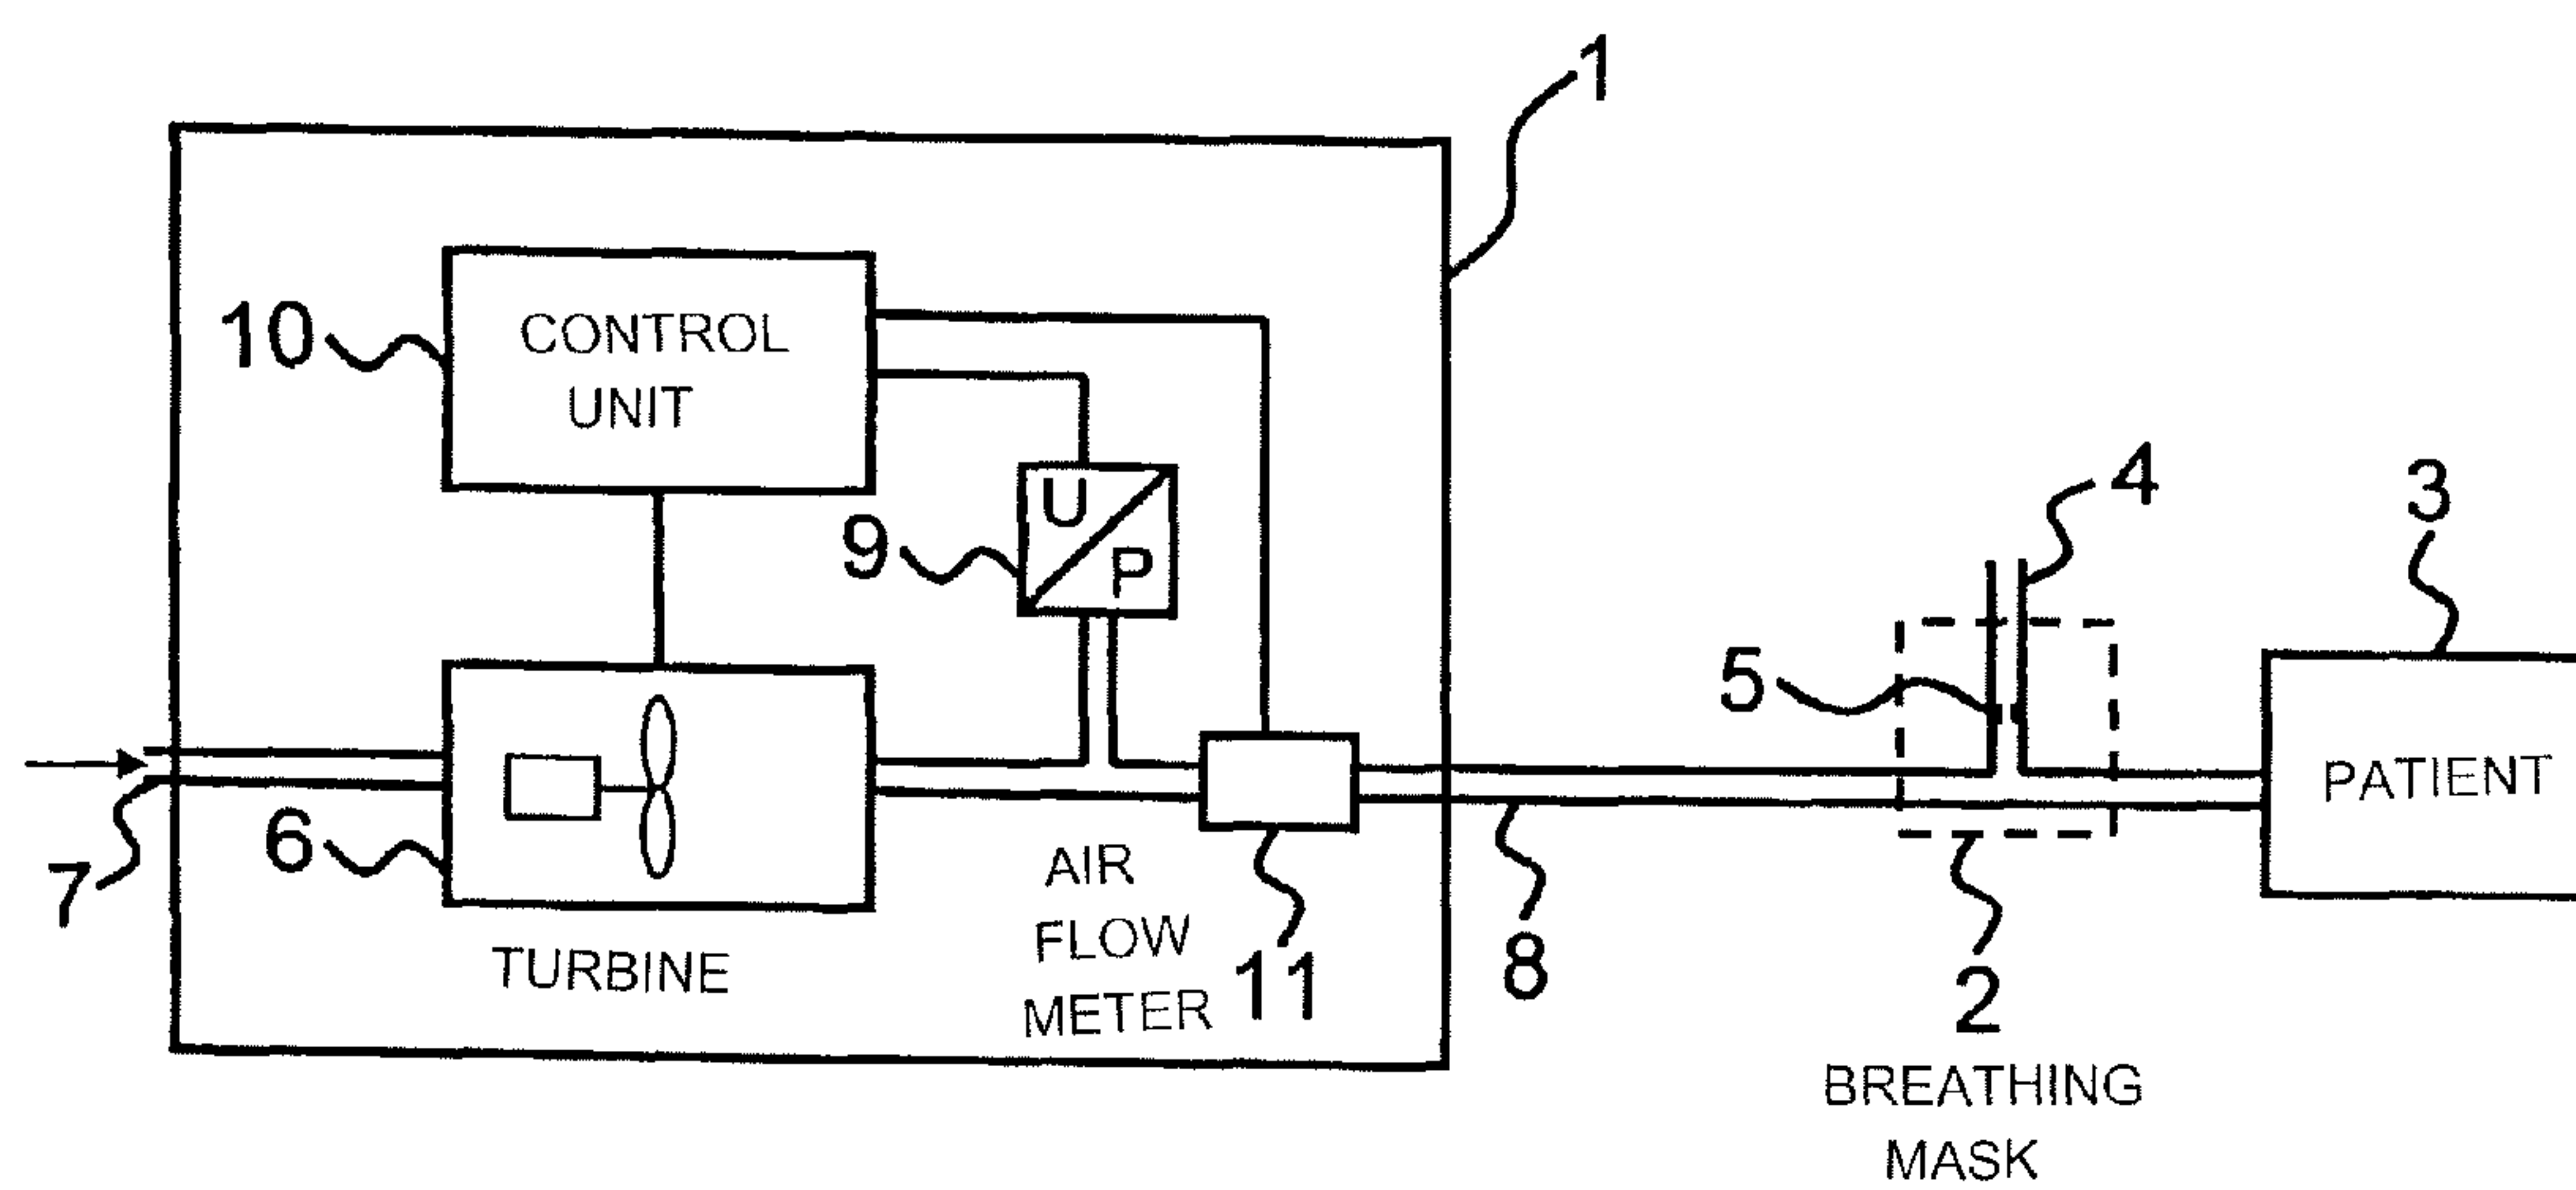 1
10
CONTROL
UNIT
U
P
9
4
3
5
PATIENT
7
6
TURBINE
AIR
FLOW
METER
11
8
2
BREATHING
MASK